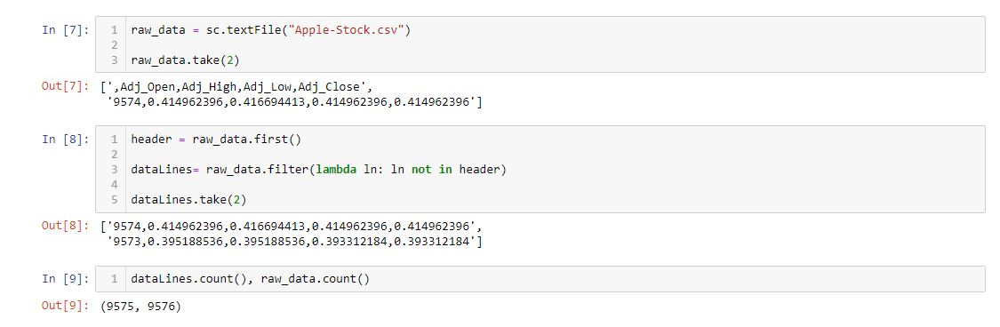 In [7]:
1 raw_data = sc.textFile("Apple-Stock.csv")
2
3 raw_data.take(2)
Out[7]: [',Adj_Open,Adj_High,Adj_Low,Adj_Close',
'9574,0.414962396,0.416694413,0.414962396,0.414962396']
In [8]:
1 header = raw_data.first()
2
3 dataLines= raw_data.filter(lambda ln: ln not in header)
4
5 dataLines.take(2)
Out[8]: ['9574,0.414962396,0.416694413,0.414962396,0.414962396',
'9573,0.395188536,0.395188536,0.393312184,0.393312184']
In [9]:
1 dataLines.count(), raw_data.count()
Out[9]: (9575, 9576)